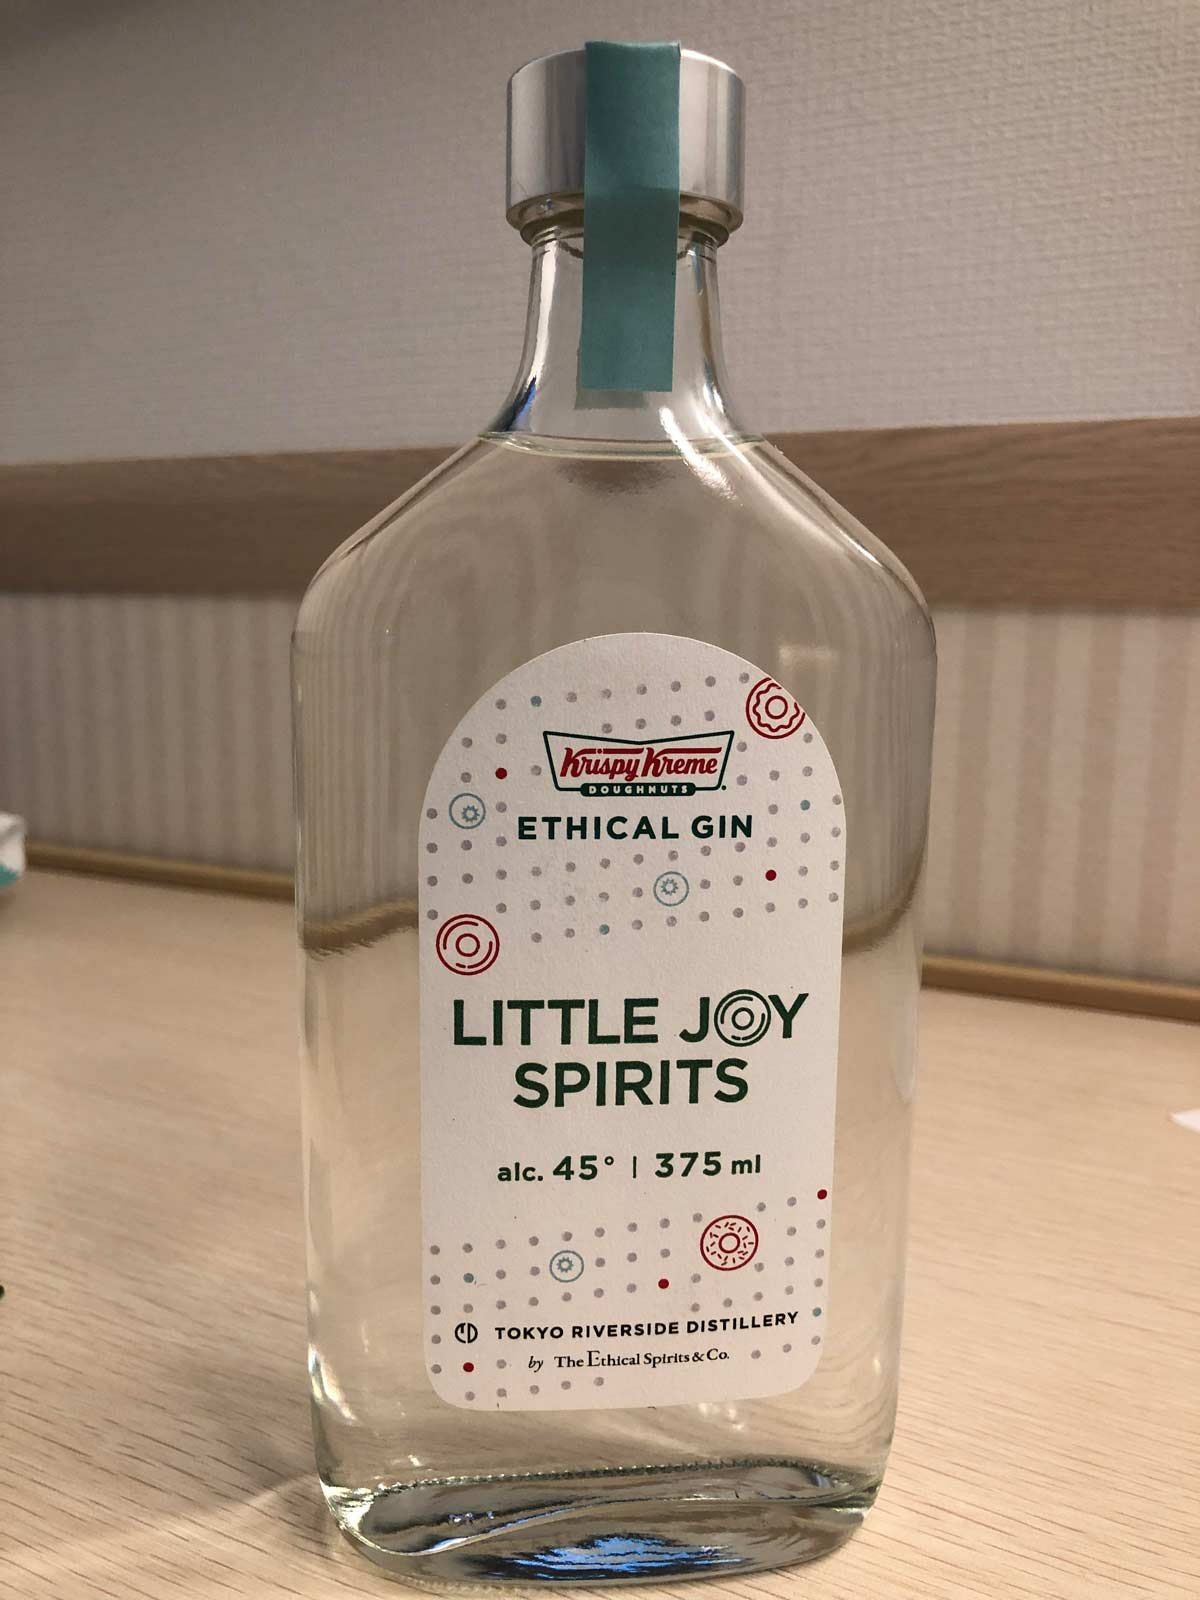 Krispy Kreme
DOUGHNUTS
ETHICAL GIN
LITTLE JOY
SPIRITS
alc. 45° | 375 ml
TOKYO RIVERSIDE DISTILLERY
by The Ethical Spirits & Co.